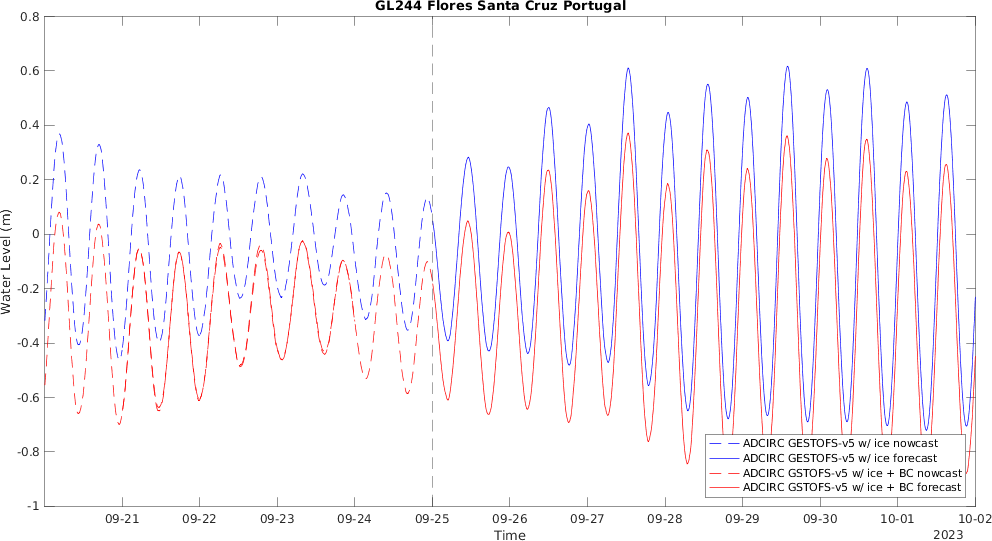 GL244 Flores Santa Cruz Portugal
0.8
0.6
0.4
0.2
0
-0.2
-0.4
-0.6
-0.8
-1
Water Level (m)
ADCIRC GESTOFS-v5 w/ ice nowcast
ADCIRC GESTOFS-v5 w/ ice forecast
ADCIRC GSTOFS-v5 w/ ice + BC nowcast
ADCIRC GSTOFS-v5 w/ ice + BC forecast
09-21 09-22 09-23 09-24 09-25 09-26 09-27 09-28 09-29 09-30 10-01 10-02
Time
2023